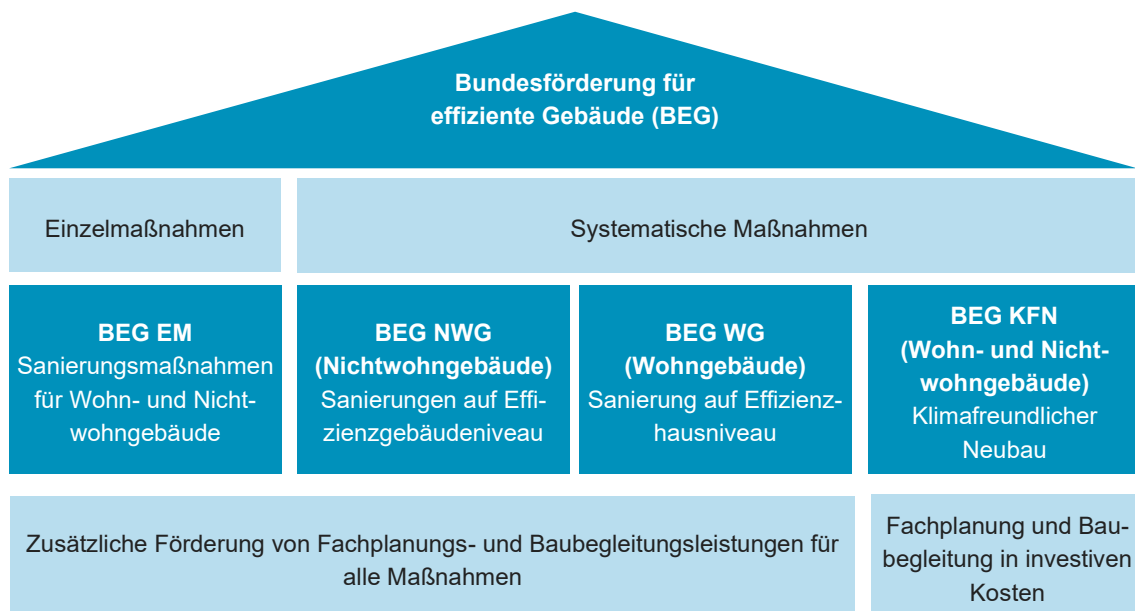 Bundesförderung für
effiziente Gebäude (BEG)
Einzelmaßnahmen
Systematische Maßnahmen
BEG EM
Sanierungsmaßnahmen
für Wohn- und Nicht-
wohngebäude
BEG NWG
(Nichtwohngebäude)
Sanierungen auf Effi-
zienzgebäudeniveau
BEG WG
(Wohngebäude)
Sanierung auf Effizienz-
hausniveau
BEG KFN
(Wohn- und Nicht-
wohngebäude)
Klimafreundlicher
Neubau
Zusätzliche Förderung von Fachplanungs- und Baubegleitungsleistungen für
alle Maßnahmen
Fachplanung und Bau-
begleitung in investiven
Kosten